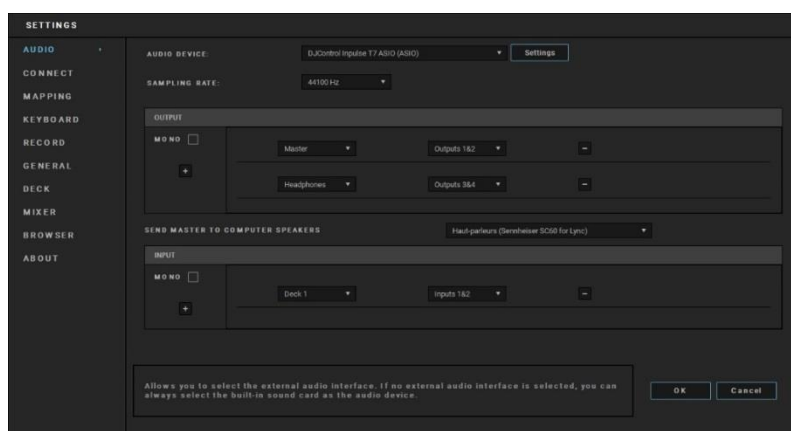 SETTINGS
AUDIO
CONNECT
MAPPING
KEYBOARD
RECORD
GENERAL
DECK
MIXER
BROWSER
ABOUT
AUDIO DEVICE: DJControl Inpulse T7 ASIO (ASIO) Settings
SAMPLING RATE: 44100 Hz
OUTPUT
MONO
+
Master Outputs 1&2 −
Headphones Outputs 3&4 −
SEND MASTER TO COMPUTER SPEAKERS Haut-parleurs (Sennheiser SC60 for Lync)
INPUT
MONO
+
Deck 1 Inputs 1&2 −
Allows you to select the external audio interface. If no external audio interface is selected, you can
always select the built-in sound card as the audio device.
OK Cancel